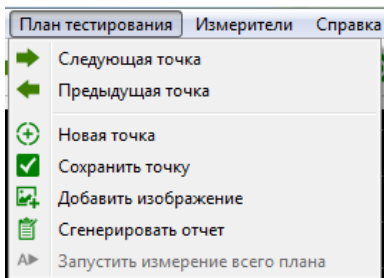 План тестирования Измерители Справка
Следующая точка
Предыдущая точка
Новая точка
Сохранить точку
Добавить изображение
Сгенерировать отчет
A Запустить измерение всего плана